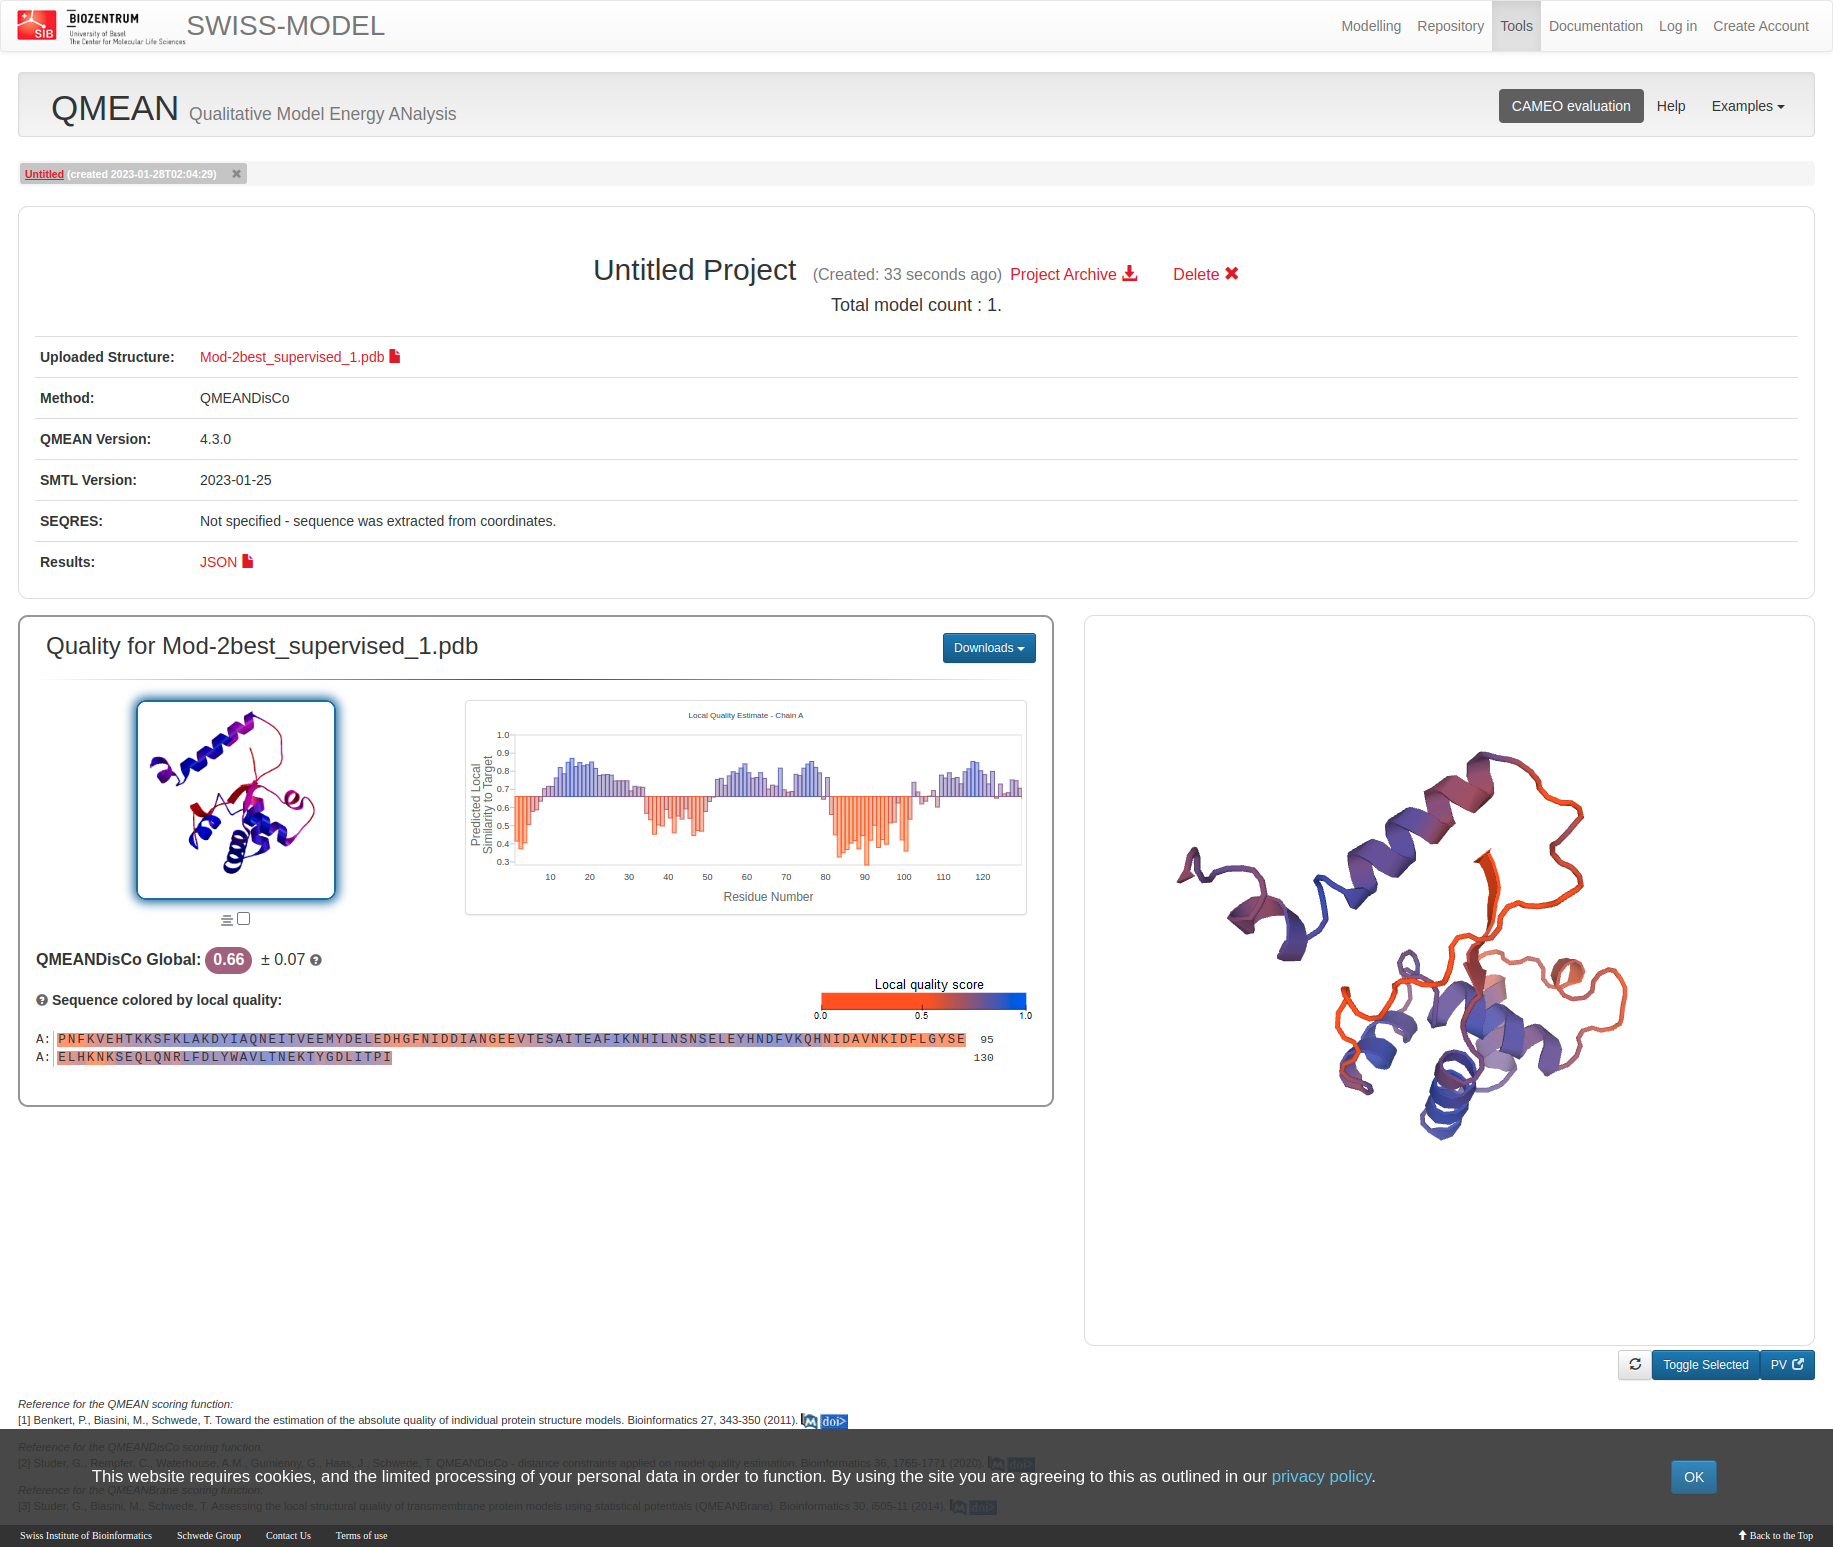 SIB
BIOZENTRUM
University of Basel
The Center for Molecular Life Sciences
SWISS-MODEL
Modelling Repository Tools Documentation Log in Create Account
QMEAN Qualitative Model Energy ANalysis
CAMEO evaluation Help Examples
Untitled (created 2023-01-28T02:04:29)
Untitled Project (Created: 33 seconds ago) Project Archive Delete
Total model count : 1.
Uploaded Structure: Mod-2best_supervised_1.pdb
Method: QMEANDisCo
QMEAN Version: 4.3.0
SMTL Version: 2023-01-25
SEQRES: Not specified - sequence was extracted from coordinates.
Results: JSON
Quality for Mod-2best_supervised_1.pdb
Downloads
Local Quality Estimate - Chain A
Predicted Local
Similarity to Target
1.0
0.9
0.8
0.7
0.6
0.5
0.4
0.3
10 20 30 40 50 60 70 80 90 100 110 120
Residue Number
QMEANDisCo Global: 0.66 ± 0.07
Sequence colored by local quality:
Local quality score
0.0 0.5 1.0
A: PNFKVEHTKKSFKLAKDYIAQNEITVEEMYDELEDHGFNIDDIANGEEVTESAITEAFIKNHILNSNSELEYHNDFVKQHNIDAVNKIDFLGYSE 95
A: ELHKNKSEQLQNRLFDLYWAVLTNEKTYGDLITPI 130
Toggle Selected PV
Reference for the QMEAN scoring function:
[1] Benkert, P., Biasini, M., Schwede, T. Toward the estimation of the absolute quality of individual protein structure models. Bioinformatics 27, 343-350 (2011). M doi>
Reference for the QMEANDisCo scoring function:
[2] Studer, G., Rempfer, C., Waterhouse, A.M., Gumienny, G., Haas, J., Schwede, T. QMEANDisCo - distance constraints applied on model quality estimation. Bioinformatics 36, 1765-1771 (2020). M doi>
This website requires cookies, and the limited processing of your personal data in order to function. By using the site you are agreeing to this as outlined in our privacy policy.
OK
Reference for the QMEANBrane scoring function:
[3] Studer, G., Biasini, M., Schwede, T. Assessing the local structural quality of transmembrane protein models using statistical potentials (QMEANBrane). Bioinformatics 30, i505-11 (2014). M doi>
Swiss Institute of Bioinformatics Schwede Group Contact Us Terms of use
Back to the Top